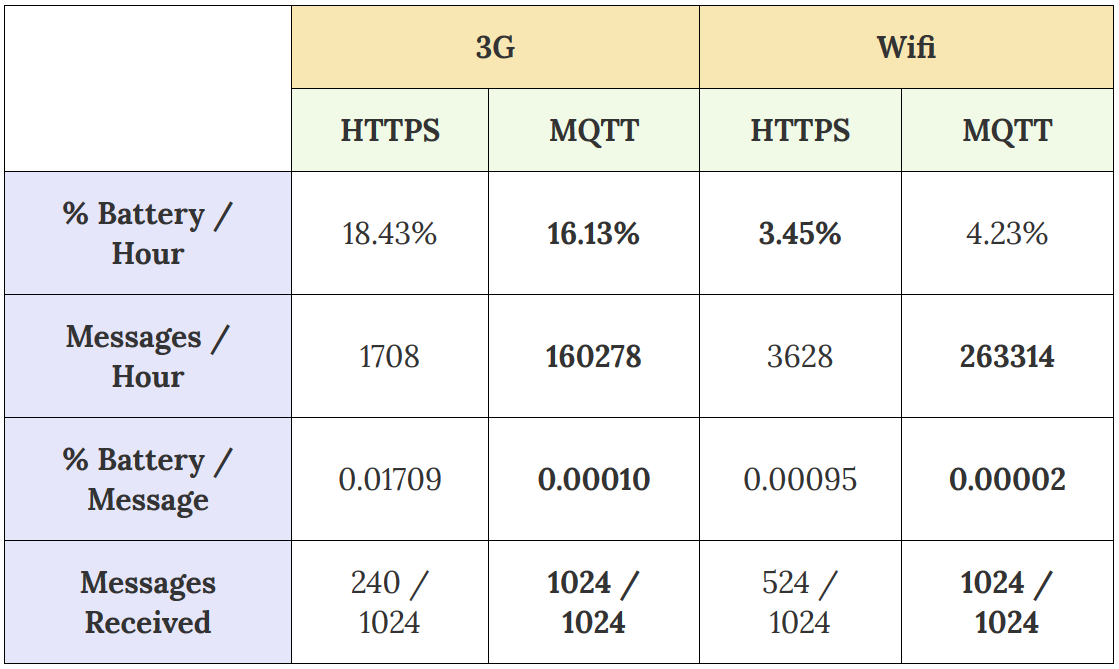 3G
Wifi
HTTPS
MQTT
HTTPS
MQTT
% Battery /
Hour
18.43%
16.13%
3.45%
4.23%
Messages /
Hour
1708
160278
3628
263314
% Battery /
Message
0.01709
0.00010
0.00095
0.00002
Messages
Received
240 /
1024
1024 /
1024
524 /
1024
1024 /
1024